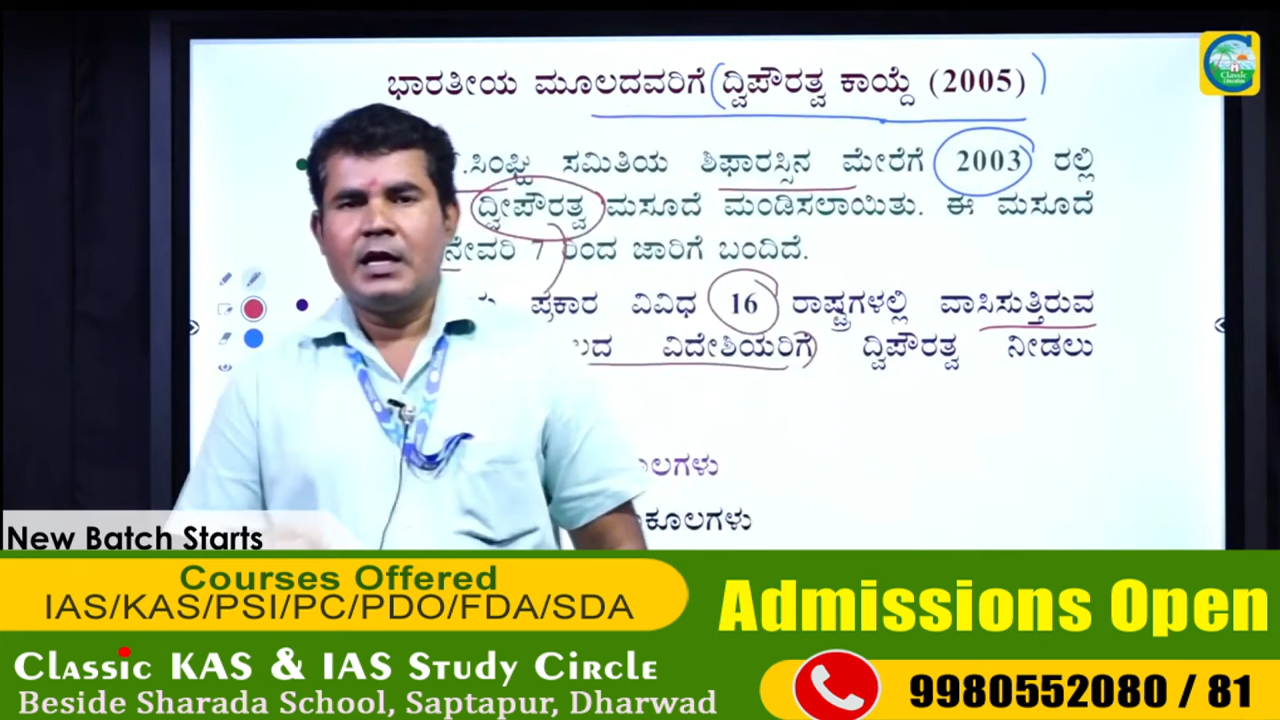 ಭಾರತೀಯ ಮೂಲದವರಿಗೆ (ದ್ವಿಪೌರತ್ವ ಕಾಯ್ದೆ (2005)
ಸಿಂಘ್ವಿ ಸಮಿತಿಯ ಶಿಫಾರಸ್ಸಿನ ಮೇರೆಗೆ 2003 ರಲ್ಲಿ
ದ್ವೀಪೌರತ್ವ ಮಸೂದೆ ಮಂಡಿಸಲಾಯಿತು. ಈ ಮಸೂದೆ
ನೇವರಿ 7 ರಿಂದ ಜಾರಿಗೆ ಬಂದಿದೆ.
ಪ್ರಕಾರ ವಿವಿಧ 16 ರಾಷ್ಟ್ರಗಳಲ್ಲಿ ವಾಸಿಸುತ್ತಿರುವ
ಲದ ವಿದೇಶಿಯರಿಗೆ) ದ್ವಿಪೌರತ್ವ ನೀಡಲು
ಲಗಳು
ಕೂಲಗಳು
Classic
New Batch Starts
Courses Offered
IAS/KAS/PSI/PC/PDO/FDA/SDA
Admissions Open
Classic KAS & IAS Study Circle
Beside Sharada School, Saptapur, Dharwad
9980552080 / 81